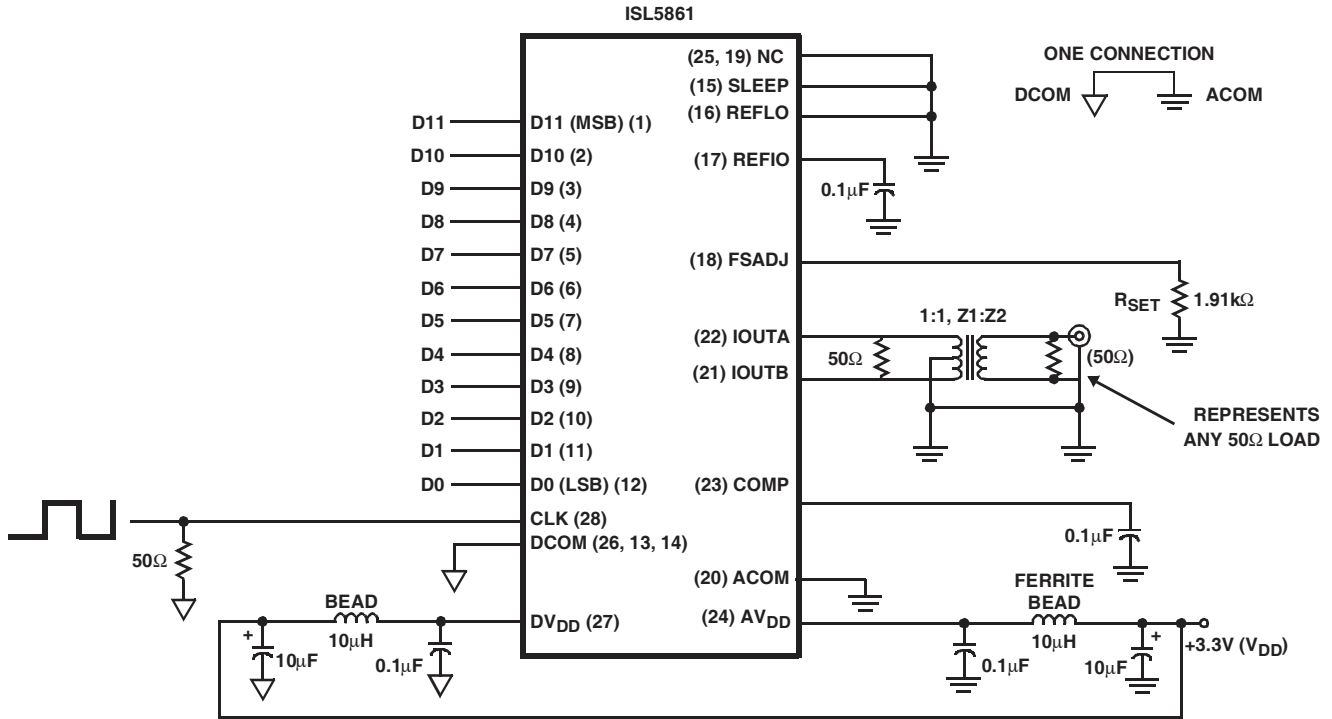 ISL5861
ONE CONNECTION
DCOM
ACOM
D11
D10
D9
D8
D7
D6
D5
D4
D3
D2
D1
D0
D11 (MSB) (1)
D10 (2)
D9 (3)
D8 (4)
D7 (5)
D6 (6)
D5 (7)
D4 (8)
D3 (9)
D2 (10)
D1 (11)
D0 (LSB) (12)
CLK (28)
DCOM (26, 13, 14)
DVDD (27)
(25, 19) NC
(15) SLEEP
(16) REFLO
(17) REFIO
(18) FSADJ
(22) IOUTA
(21) IOUTB
(23) COMP
(20) ACOM
(24) AVDD
0.1μF
RSET
1.91kΩ
1:1, Z1:Z2
50Ω
(50Ω)
REPRESENTS
ANY 50Ω LOAD
0.1μF
50Ω
BEAD
+
10μH
10μF
0.1μF
FERRITE
BEAD
10μH
+
0.1μF
10μF
+3.3V (VDD)